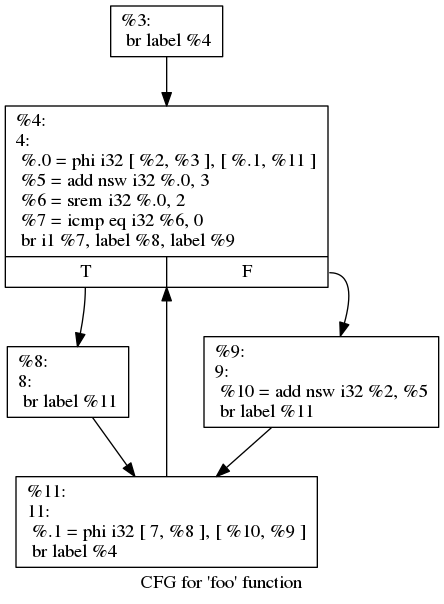 %3:
br label %4
%4:
4:
%.0 = phi i32 [ %2, %3 ], [ %.1, %11 ]
%5 = add nsw i32 %.0, 3
%6 = srem i32 %.0, 2
%7 = icmp eq i32 %6, 0
br i1 %7, label %8, label %9
T F
%8:
8:
br label %11
%9:
9:
%10 = add nsw i32 %2, %5
br label %11
%11:
11:
%.1 = phi i32 [ 7, %8 ], [ %10, %9 ]
br label %4
CFG for 'foo' function